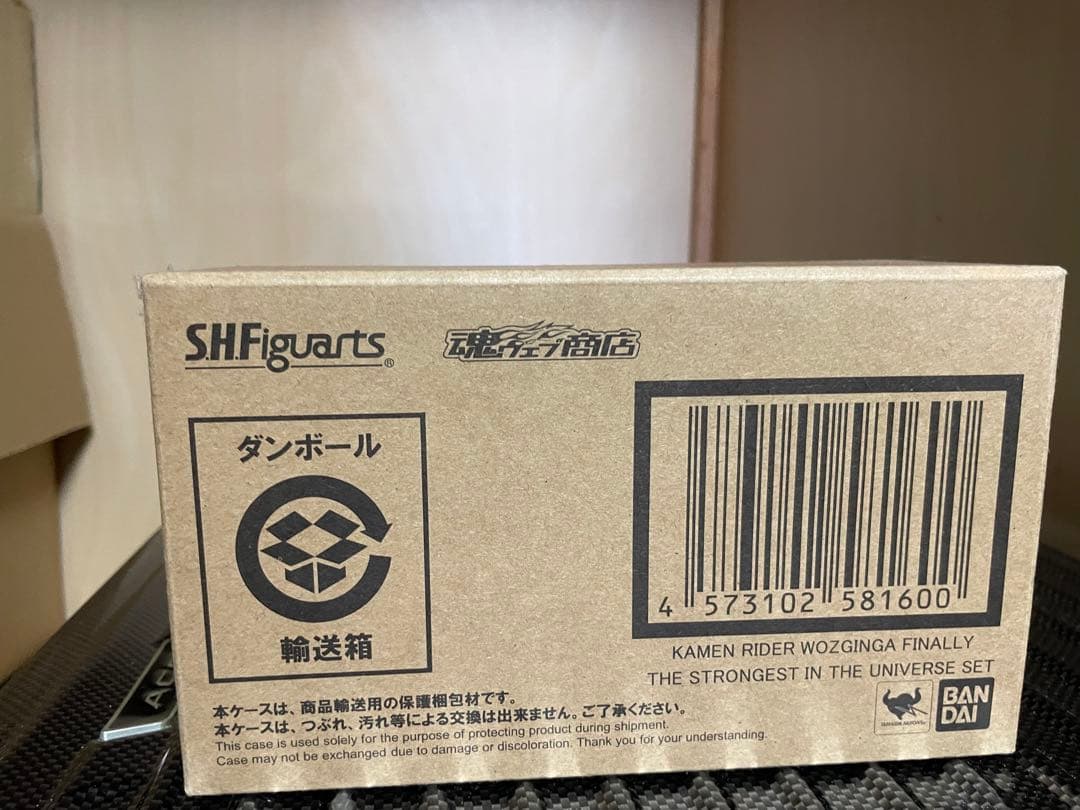 S.H.Figuarts®
魂ウェブ商店
ダンボール
輸送箱
4 573102 581600
KAMEN RIDER WOZGINGA FINALLY
THE STRONGEST IN THE UNIVERSE SET
BAN
DAI
本ケースは、商品輸送用の保護梱包材です。
本ケースは、つぶれ、汚れ等による交換は出来ません。ご了承ください。
This case is used solely for the purpose of protecting product during shipment.
Case may not be exchanged due to damage or discoloration. Thank you for your understanding.